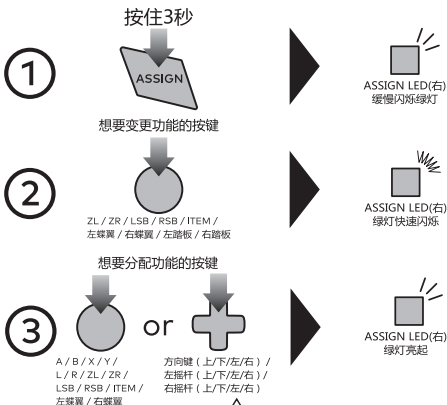 按住3秒
① ASSIGN
ASSIGN LED(右)
缓慢闪烁绿灯
想要变更功能的按键
②
ZL / ZR / LSB / RSB / ITEM /
左蝶翼 / 右蝶翼 / 左踏板 / 右踏板
ASSIGN LED(右)
绿灯快速闪烁
想要分配功能的按键
③ or
A / B / X / Y /
L / R / ZL / ZR /
LSB / RSB / ITEM /
左蝶翼 / 右蝶翼
方向键 ( 上/下/左/右 ) /
左摇杆 ( 上/下/左/右 ) /
右摇杆 ( 上/下/左/右 )
ASSIGN LED(右)
绿灯亮起